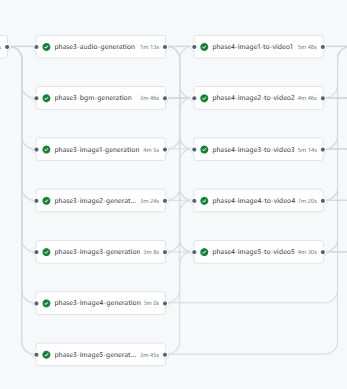 phase3-audio-generation 1m 13s
phase4-image1-to-video1 5m 48s
phase3-bgm-generation 3m 46s
phase4-image2-to-video2 4m 46s
phase3-image1-generation 4m 5s
phase4-image3-to-video3 5m 14s
phase3-image2-generat... 3m 24s
phase4-image4-to-video4 7m 20s
phase3-image3-generation 3m 8s
phase4-image5-to-video5 4m 30s
phase3-image4-generation 3m 0s
phase3-image5-generat... 3m 45s